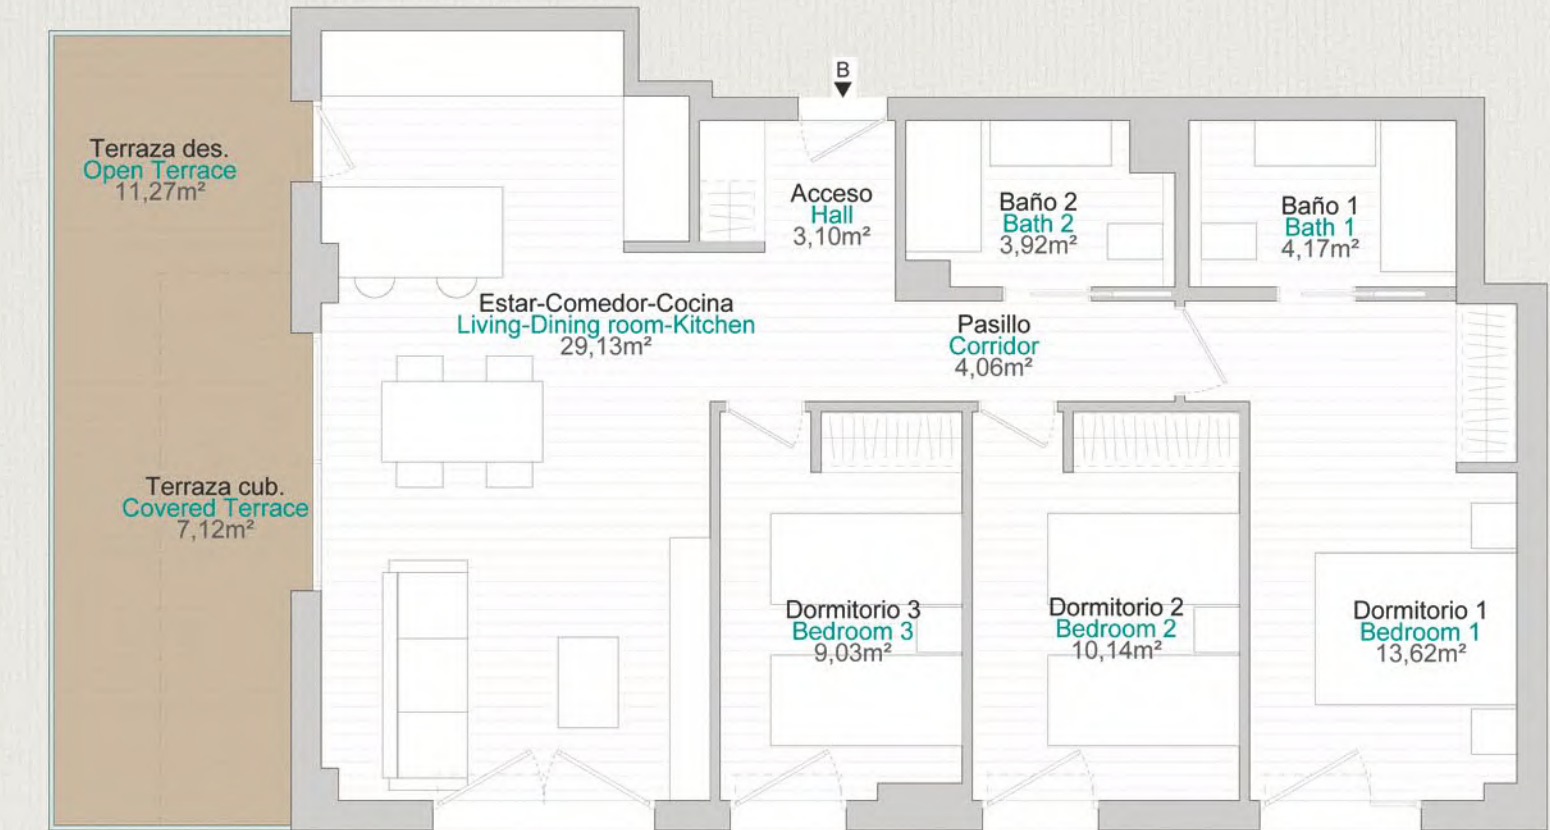 B
Terraza des.
Open Terrace
11,27m²
Acceso
Hall
3,10m²
Baño 2
Bath 2
3,92m²
Baño 1
Bath 1
4,17m²
Estar-Comedor-Cocina
Living-Dining room-Kitchen
29,13m²
Pasillo
Corridor
4,06m²
Terraza cub.
Covered Terrace
7,12m²
Dormitorio 3
Bedroom 3
9,03m²
Dormitorio 2
Bedroom 2
10,14m²
Dormitorio 1
Bedroom 1
13,62m²